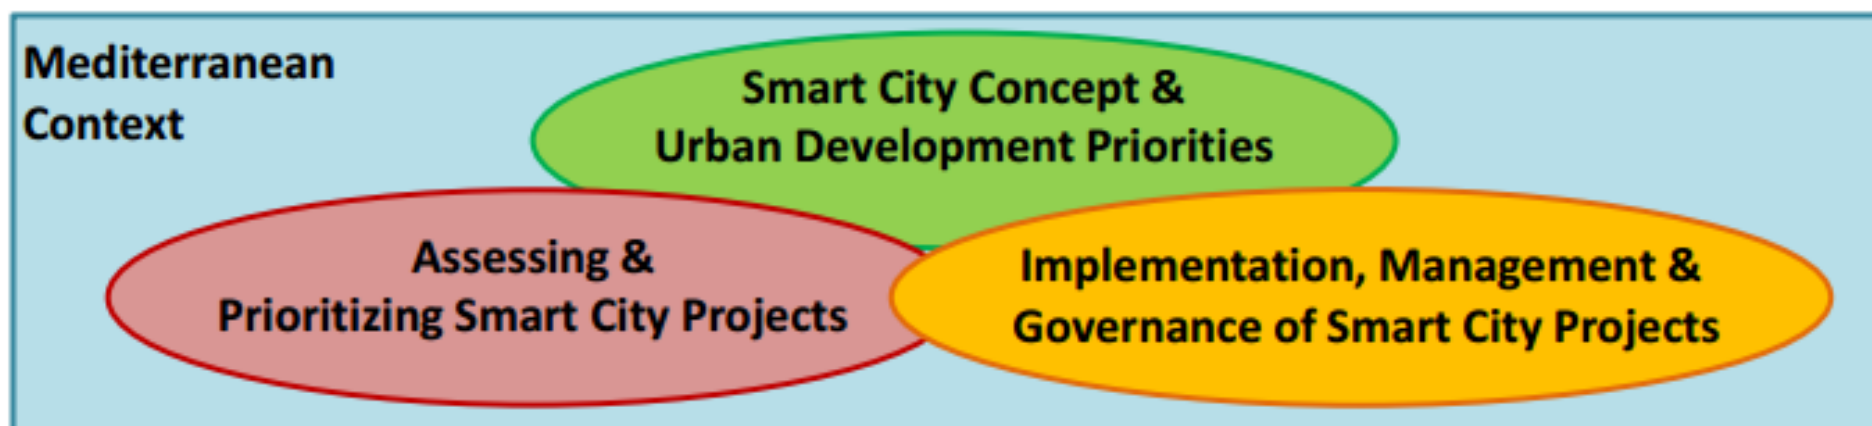 Mediterranean
Context
Smart City Concept &
Urban Development Priorities
Assessing &
Prioritizing Smart City Projects
Implementation, Management &
Governance of Smart City Projects